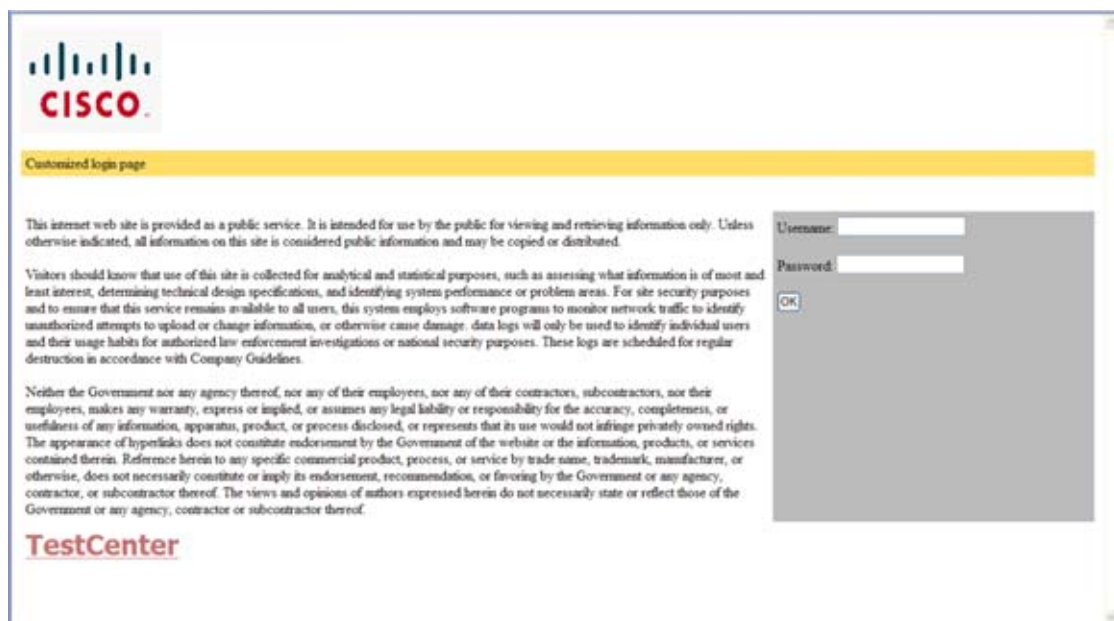 CISCO.
Customized login page
This internet web site is provided as a public service. It is intended for use by the public for viewing and retrieving information only. Unless
otherwise indicated, all information on this site is considered public information and may be copied or distributed.
Visitors should know that use of this site is collected for analytical and statistical purposes, such as assessing what information is of most and
least interest, determining technical design specifications, and identifying system performance or problem areas. For site security purposes
and to ensure that this service remains available to all users, this system employs software programs to monitor network traffic to identify
unauthorized attempts to upload or change information, or otherwise cause damage. data logs will only be used to identify individual users
and their usage habits for authorized law enforcement investigations or national security purposes. These logs are scheduled for regular
destruction in accordance with Company Guidelines.
Neither the Government nor any agency thereof, nor any of their employees, nor any of their contractors, subcontractors, nor their
employees, makes any warranty, express or implied, or assumes any legal liability or responsibility for the accuracy, completeness, or
usefulness of any information, apparatus, product, or process disclosed, or represents that its use would not infringe privately owned rights.
The appearance of hyperlinks does not constitute endorsement by the Government of the website or the information, products, or services
contained therein. Reference herein to any specific commercial product, process, or service by trade name, trademark, manufacturer, or
otherwise, does not necessarily constitute or imply its endorsement, recommendation, or favoring by the Government or any agency,
contractor, or subcontractor thereof. The views and opinions of authors expressed herein do not necessarily state or reflect those of the
Government or any agency, contractor or subcontractor thereof.
Username:
Password:
OK
TestCenter